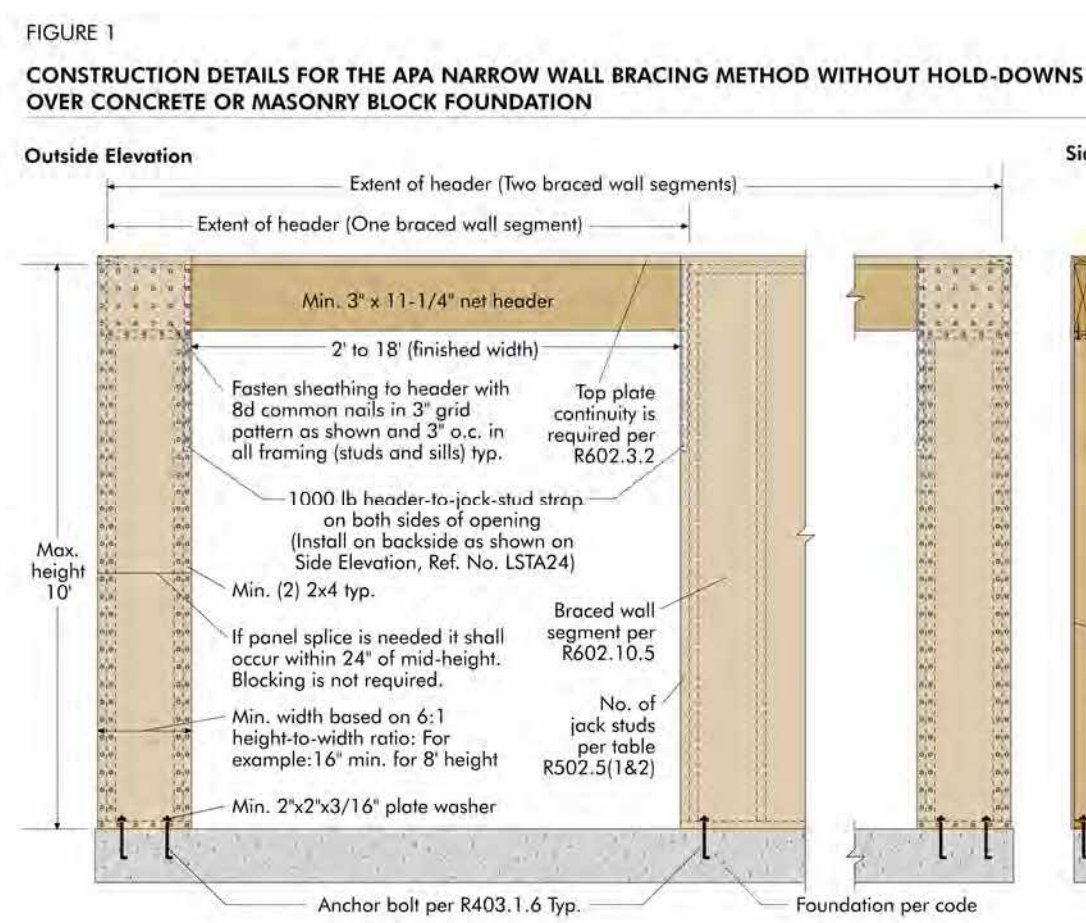 FIGURE 1
CONSTRUCTION DETAILS FOR THE APA NARROW WALL BRACING METHOD WITHOUT HOLD-DOWNS
OVER CONCRETE OR MASONRY BLOCK FOUNDATION
Outside Elevation
Extent of header (Two braced wall segments)
Extent of header (One braced wall segment)
Min. 3" x 11-1/4" net header
2' to 18' (finished width)
Fasten sheathing to header with
8d common nails in 3" grid
pattern as shown and 3" o.c. in
all framing (studs and sills) typ.
Top plate
continuity is
required per
R602.3.2
1000 lb header-to-jack-stud strap
on both sides of opening
(Install on backside as shown on
Side Elevation, Ref. No. LSTA24)
Max.
height
10'
Min. (2) 2x4 typ.
If panel splice is needed it shall
occur within 24" of mid-height.
Blocking is not required.
Braced wall
segment per
R602.10.5
Min. width based on 6:1
height-to-width ratio: For
example:16" min. for 8' height
No. of
jack studs
per table
R502.5(1&2)
Min. 2"x2"x3/16" plate washer
Anchor bolt per R403.1.6 Typ.
Foundation per code